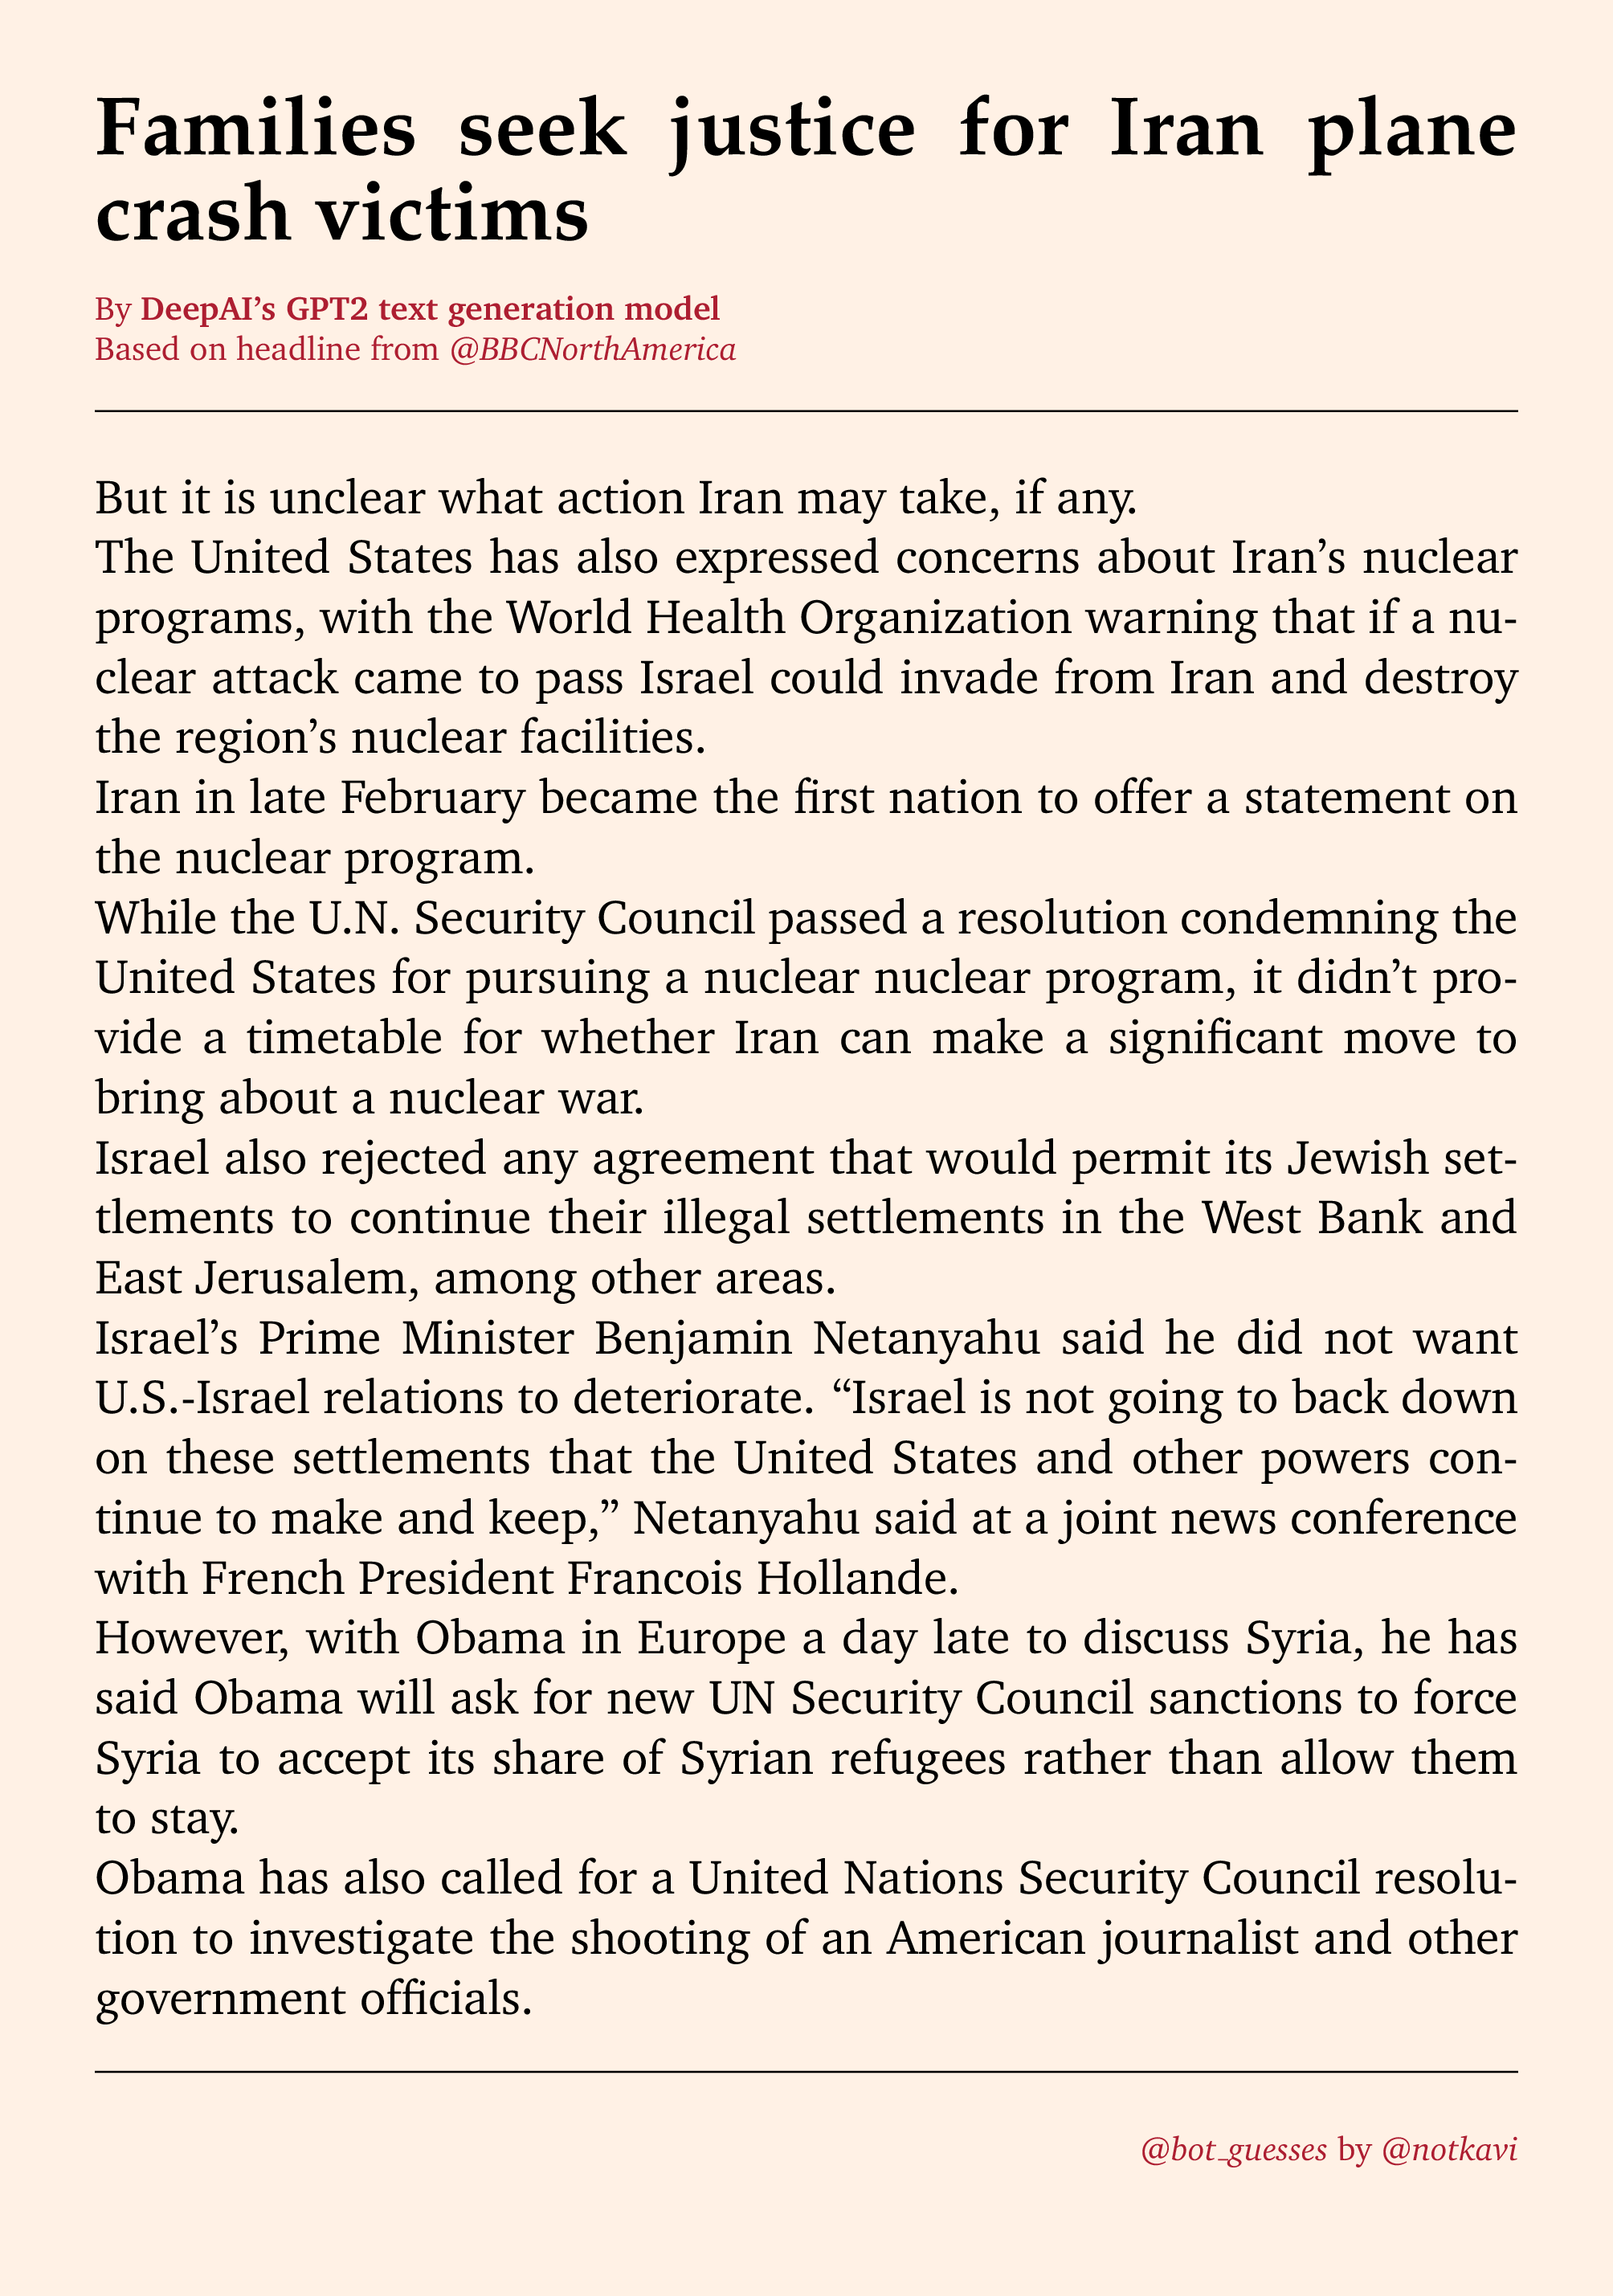 Families seek justice for Iran plane
crash victims
By DeepAI’s GPT2 text generation model
Based on headline from @BBCNorthAmerica
But it is unclear what action Iran may take, if any.
The United States has also expressed concerns about Iran’s nuclear
programs, with the World Health Organization warning that if a nu-
clear attack came to pass Israel could invade from Iran and destroy
the region’s nuclear facilities.
Iran in late February became the first nation to offer a statement on
the nuclear program.
While the U.N. Security Council passed a resolution condemning the
United States for pursuing a nuclear nuclear program, it didn’t pro-
vide a timetable for whether Iran can make a significant move to
bring about a nuclear war.
Israel also rejected any agreement that would permit its Jewish set-
tlements to continue their illegal settlements in the West Bank and
East Jerusalem, among other areas.
Israel’s Prime Minister Benjamin Netanyahu said he did not want
U.S.-Israel relations to deteriorate. “Israel is not going to back down
on these settlements that the United States and other powers con-
tinue to make and keep,” Netanyahu said at a joint news conference
with French President Francois Hollande.
However, with Obama in Europe a day late to discuss Syria, he has
said Obama will ask for new UN Security Council sanctions to force
Syria to accept its share of Syrian refugees rather than allow them
to stay.
Obama has also called for a United Nations Security Council resolu-
tion to investigate the shooting of an American journalist and other
government officials.
@bot_guesses by @notkavi